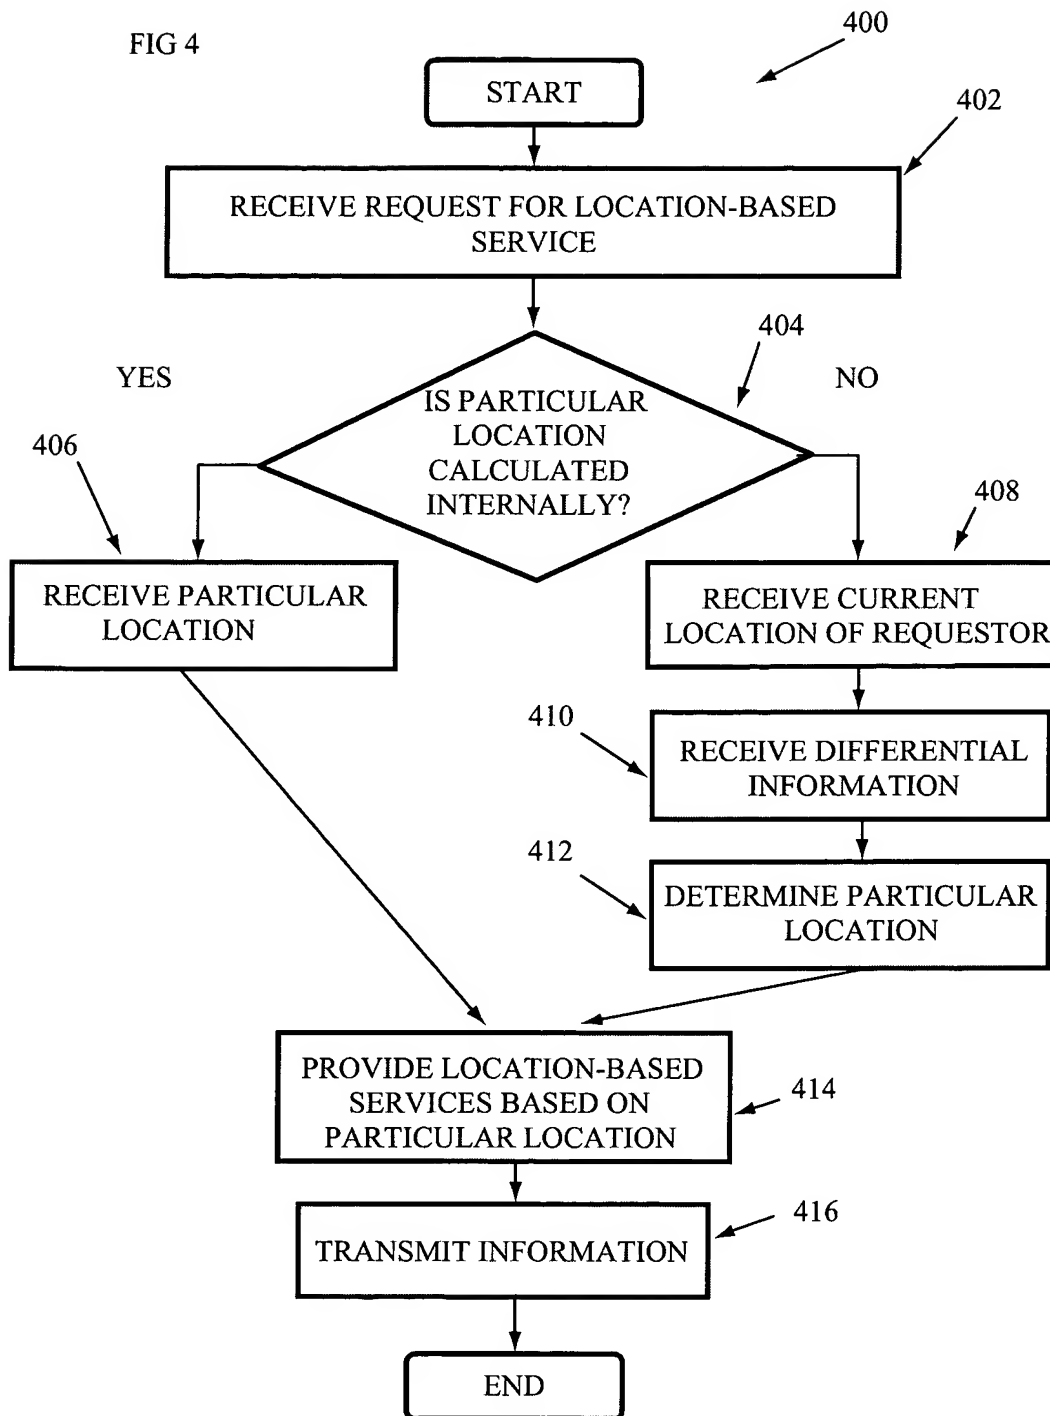 FIG 4
400
START
402
RECEIVE REQUEST FOR LOCATION-BASED
SERVICE
404
YES
NO
IS PARTICULAR
LOCATION
CALCULATED
INTERNALLY?
406
408
RECEIVE PARTICULAR
LOCATION
RECEIVE CURRENT
LOCATION OF REQUESTOR
410
RECEIVE DIFFERENTIAL
INFORMATION
412
DETERMINE PARTICULAR
LOCATION
PROVIDE LOCATION-BASED
SERVICES BASED ON
PARTICULAR LOCATION
414
TRANSMIT INFORMATION
416
END